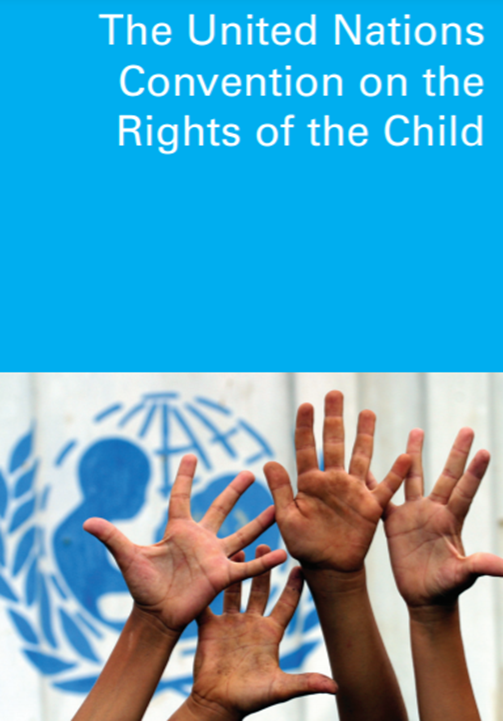 The United Nations
Convention on the
Rights of the Child